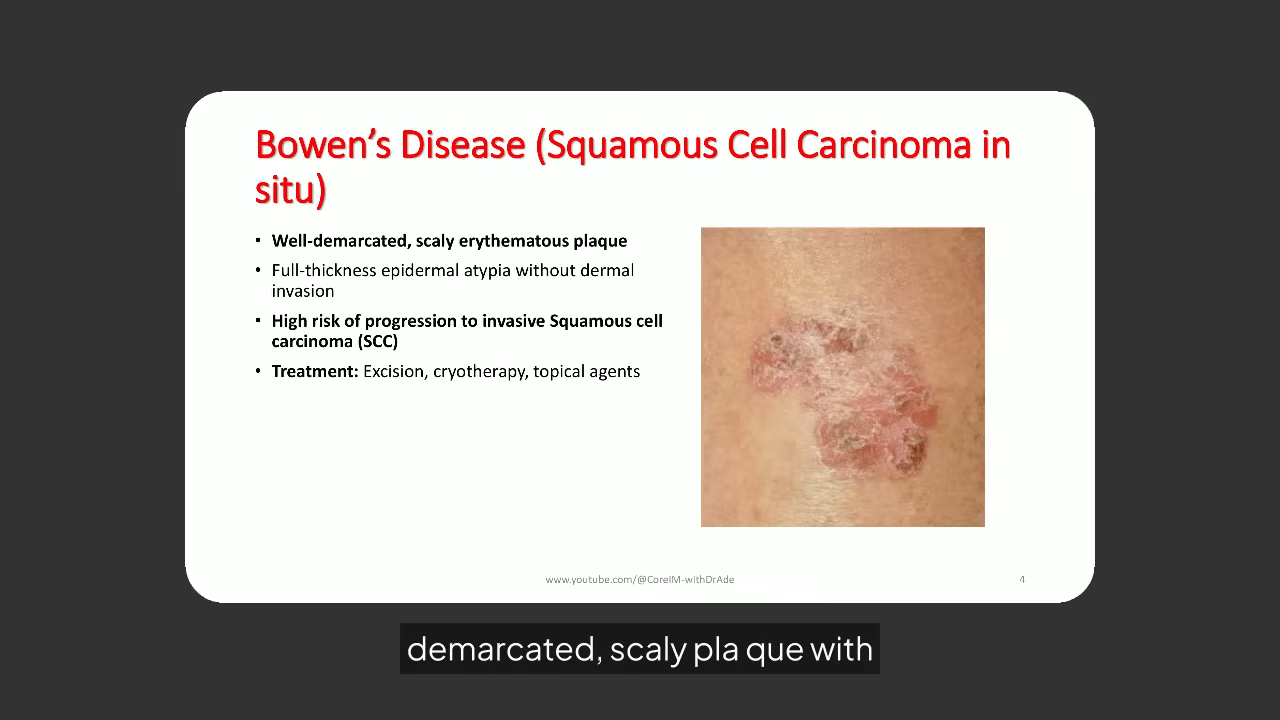 Bowen’s Disease (Squamous Cell Carcinoma in
situ)
• Well-demarcated, scaly erythematous plaque
• Full-thickness epidermal atypia without dermal
invasion
• High risk of progression to invasive Squamous cell
carcinoma (SCC)
• Treatment: Excision, cryotherapy, topical agents
www.youtube.com/@CoreIM-withDrAde
4
demarcated, scaly pla que with